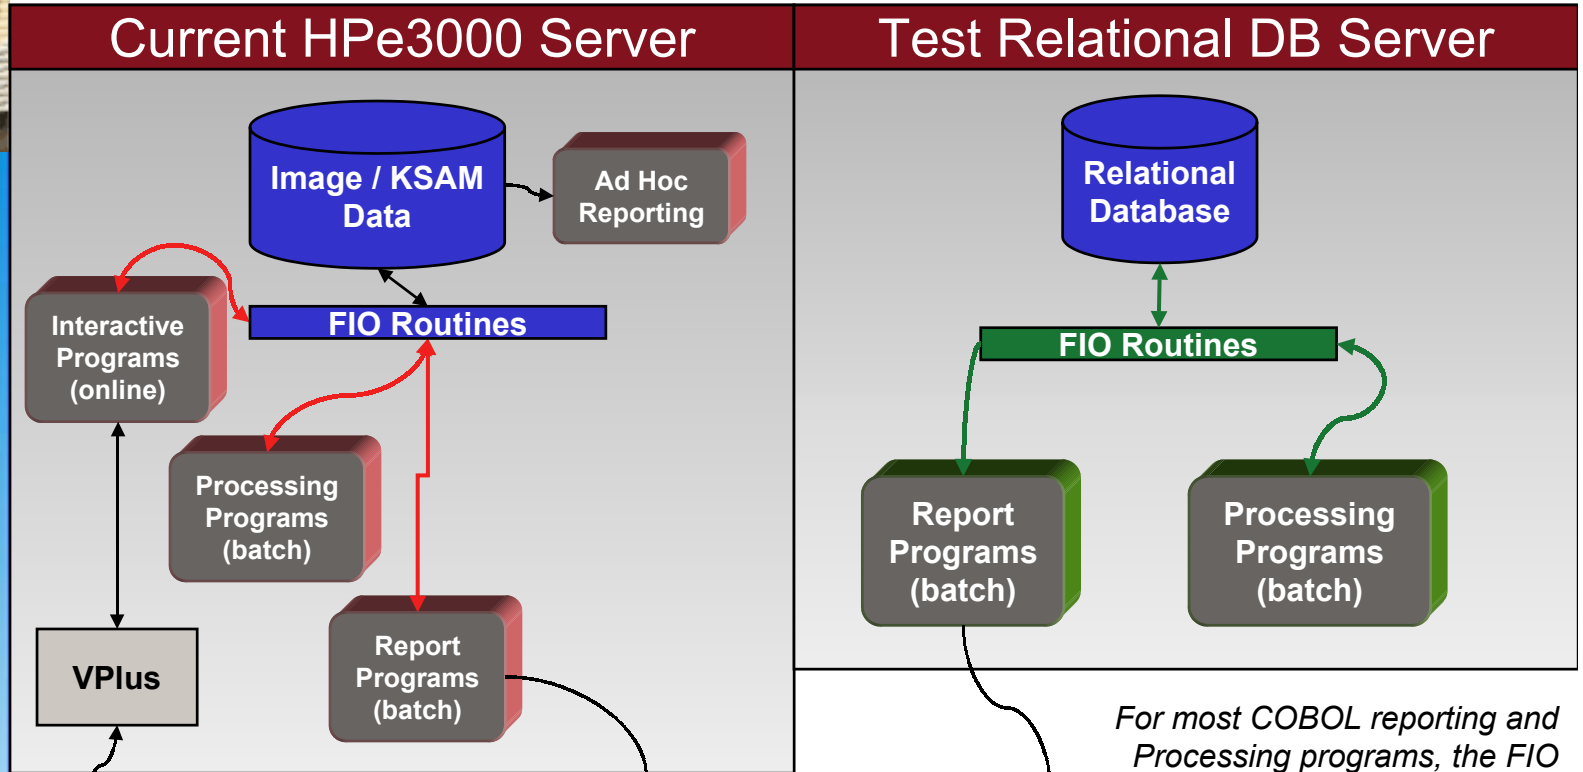 Current HPe3000 Server
Image / KSAM
Data
Ad Hoc
Reporting
FIO Routines
Interactive
Programs
(online)
Processing
Programs
(batch)
Report
Programs
(batch)
VPlus
Test Relational DB Server
Relational
Database
FIO Routines
Report
Programs
(batch)
Processing
Programs
(batch)
For most COBOL reporting and
Processing programs, the FIO